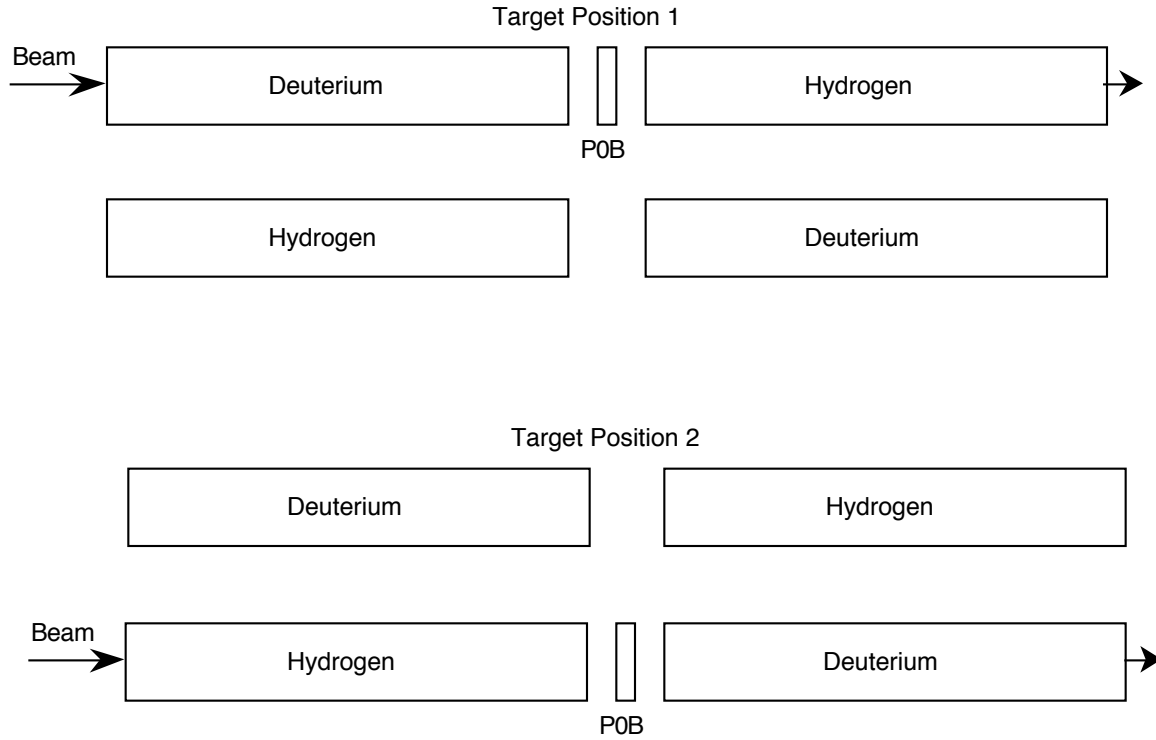 Target Position 1
Beam
Deuterium
Hydrogen
P0B
Hydrogen
Deuterium
Target Position 2
Deuterium
Hydrogen
Beam
Hydrogen
Deuterium
P0B